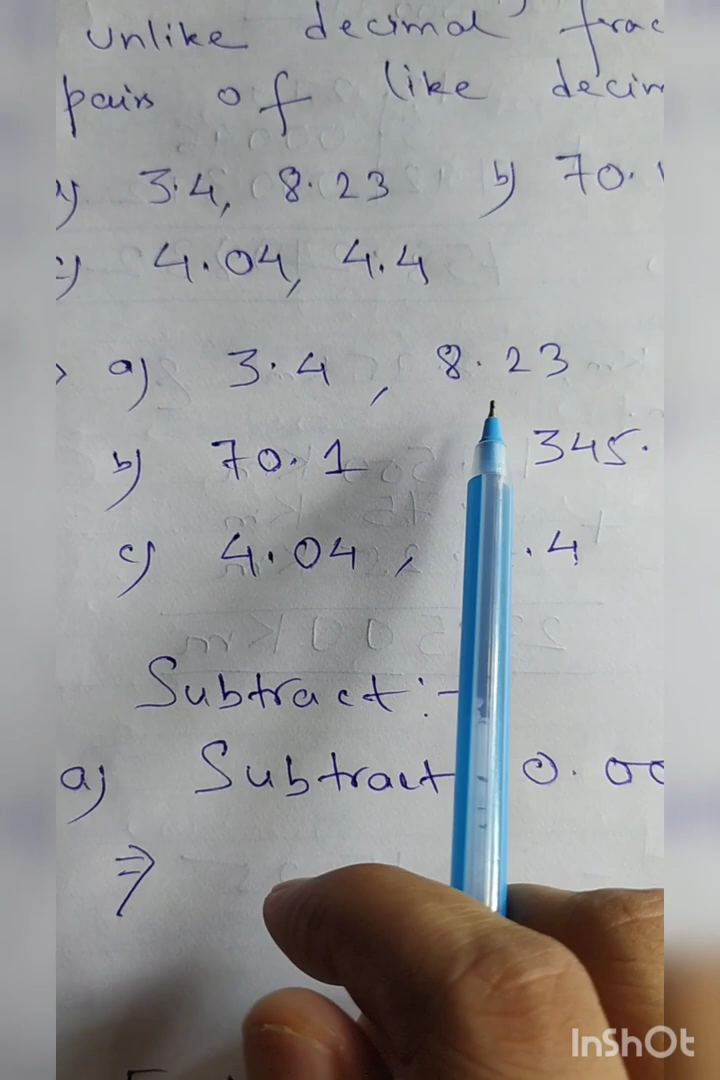 unlike decimal frac
pairs of like decim
3.4, 8.23 b) 70.
4.04, 4.4
a) 3.4, 8.23
b) 70.1 345.
c) 4.04, .4
Subtract :-
a) Subtract 0.00
⇒
InShOt